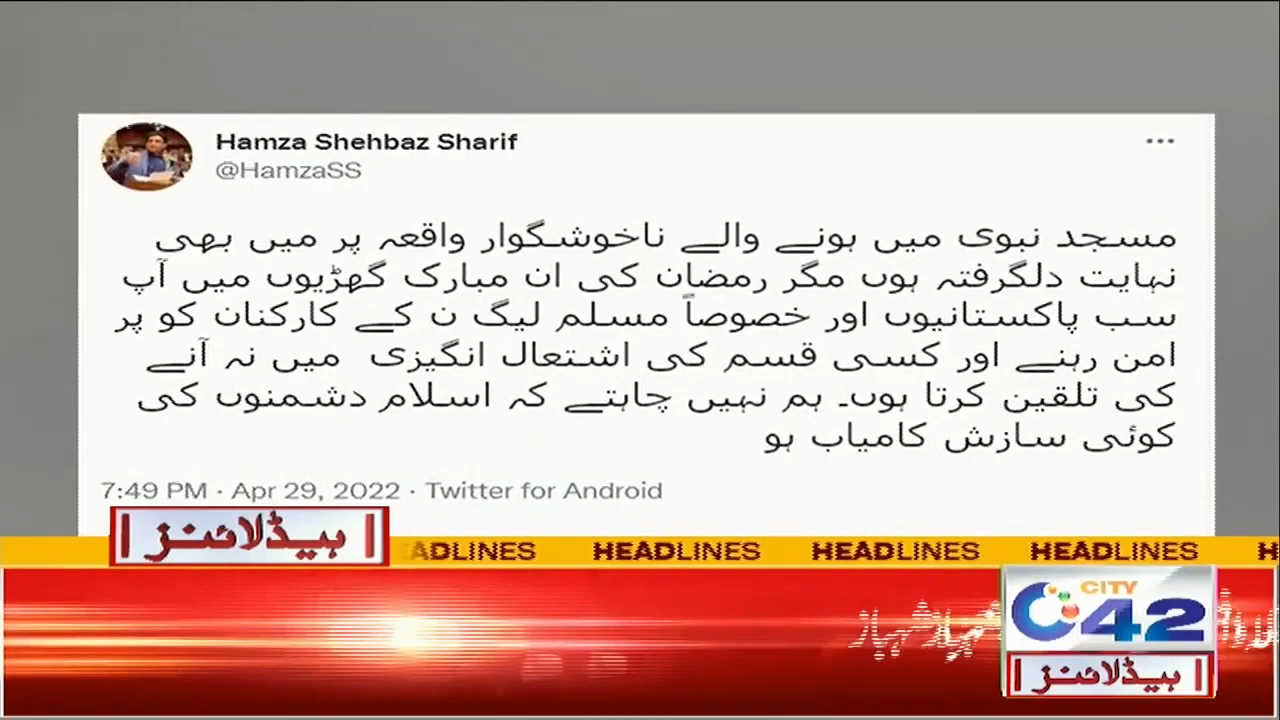 Hamza Shehbaz Sharif
@HamzaSS
مسجد نبوی میں ہونے والے ناخوشگوار واقعہ پر میں بھی
نہایت دلگرفتہ ہوں مگر رمضان کی ان مبارک گھڑیوں میں آپ
سب پاکستانیوں اور خصوصاً مسلم لیگ ن کے کارکنان کو پر
امن رہنے اور کسی قسم کی اشتعال انگیزی میں نہ آنے
کی تلقین کرتا ہوں۔ ہم نہیں چاہتے کہ اسلام دشمنوں کی
کوئی سازش کامیاب ہو
7:49 PM · Apr 29, 2022 · Twitter for Android
ہیڈلائنز
ADLINES HEADLINES HEADLINES HEADLINES H
CITY
42
شہباز
ہیڈلائنز